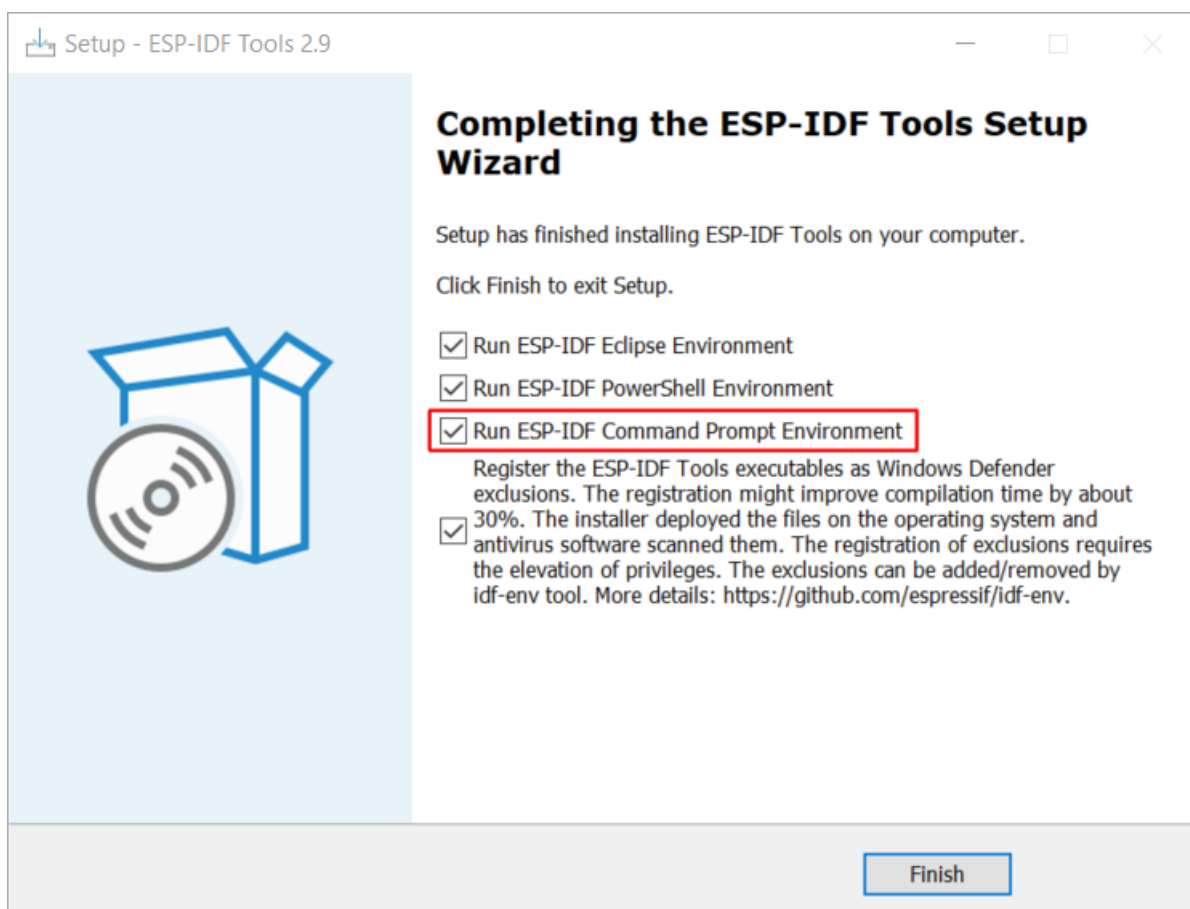 Setup - ESP-IDF Tools 2.9
Completing the ESP-IDF Tools Setup
Wizard
Setup has finished installing ESP-IDF Tools on your computer.
Click Finish to exit Setup.
Run ESP-IDF Eclipse Environment
Run ESP-IDF PowerShell Environment
Run ESP-IDF Command Prompt Environment
Register the ESP-IDF Tools executables as Windows Defender
exclusions. The registration might improve compilation time by about
30%. The installer deployed the files on the operating system and
antivirus software scanned them. The registration of exclusions requires
the elevation of privileges. The exclusions can be added/removed by
idf-env tool. More details: https://github.com/espressif/idf-env.
Finish